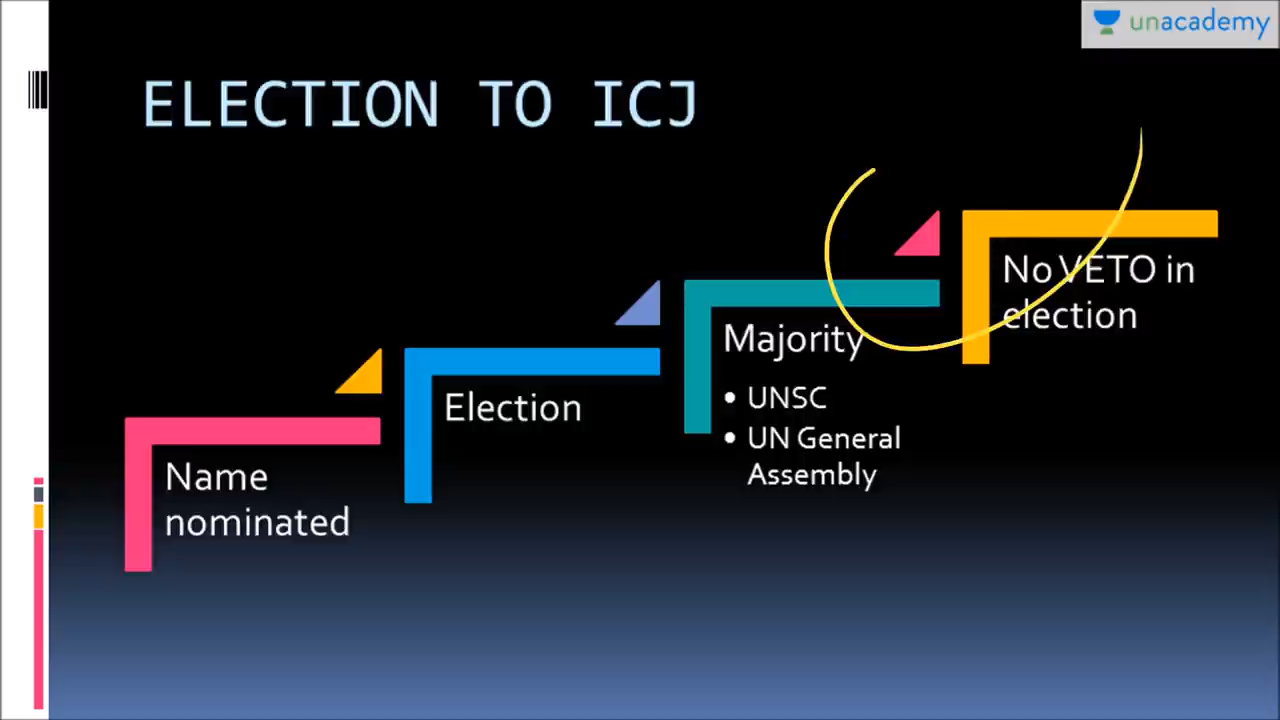 unacademy
ELECTION TO ICJ
Name
nominated
Election
Majority
• UNSC
• UN General
Assembly
No VETO in
election